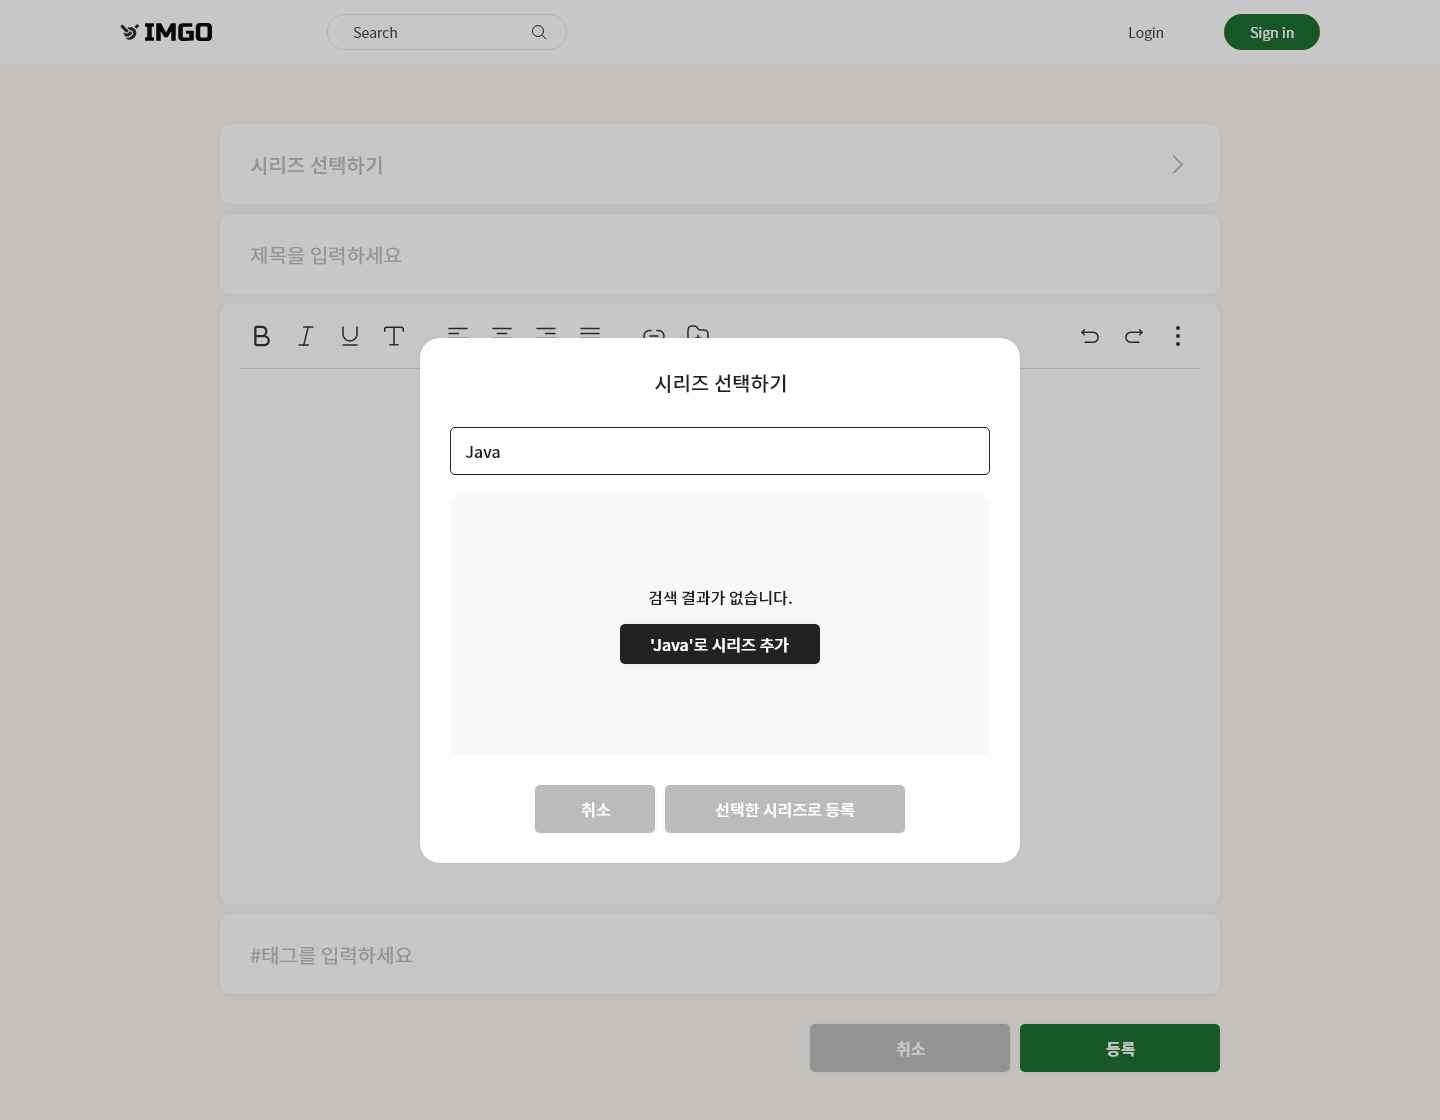 IMGO
Search
Login
Sign in
시리즈 선택하기
제목을 입력하세요
B I U T
시리즈 선택하기
Java
검색 결과가 없습니다.
'Java'로 시리즈 추가
취소
선택한 시리즈로 등록
#태그를 입력하세요
취소
등록